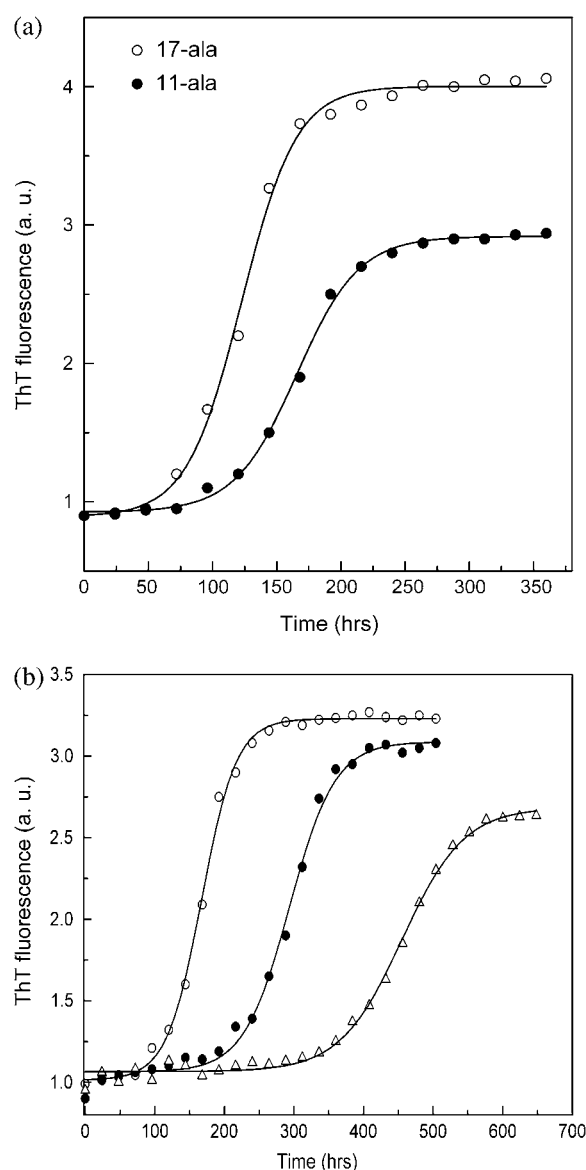 (a)
17-ala
11-ala
4
3
2
1
ThT fluorescence (a. u.)
0 50 100 150 200 250 300 350
Time (hrs)
(b)
3.5
3.0
2.5
2.0
1.5
1.0
ThT fluorescence (a. u.)
0 100 200 300 400 500 600 700
Time (hrs)